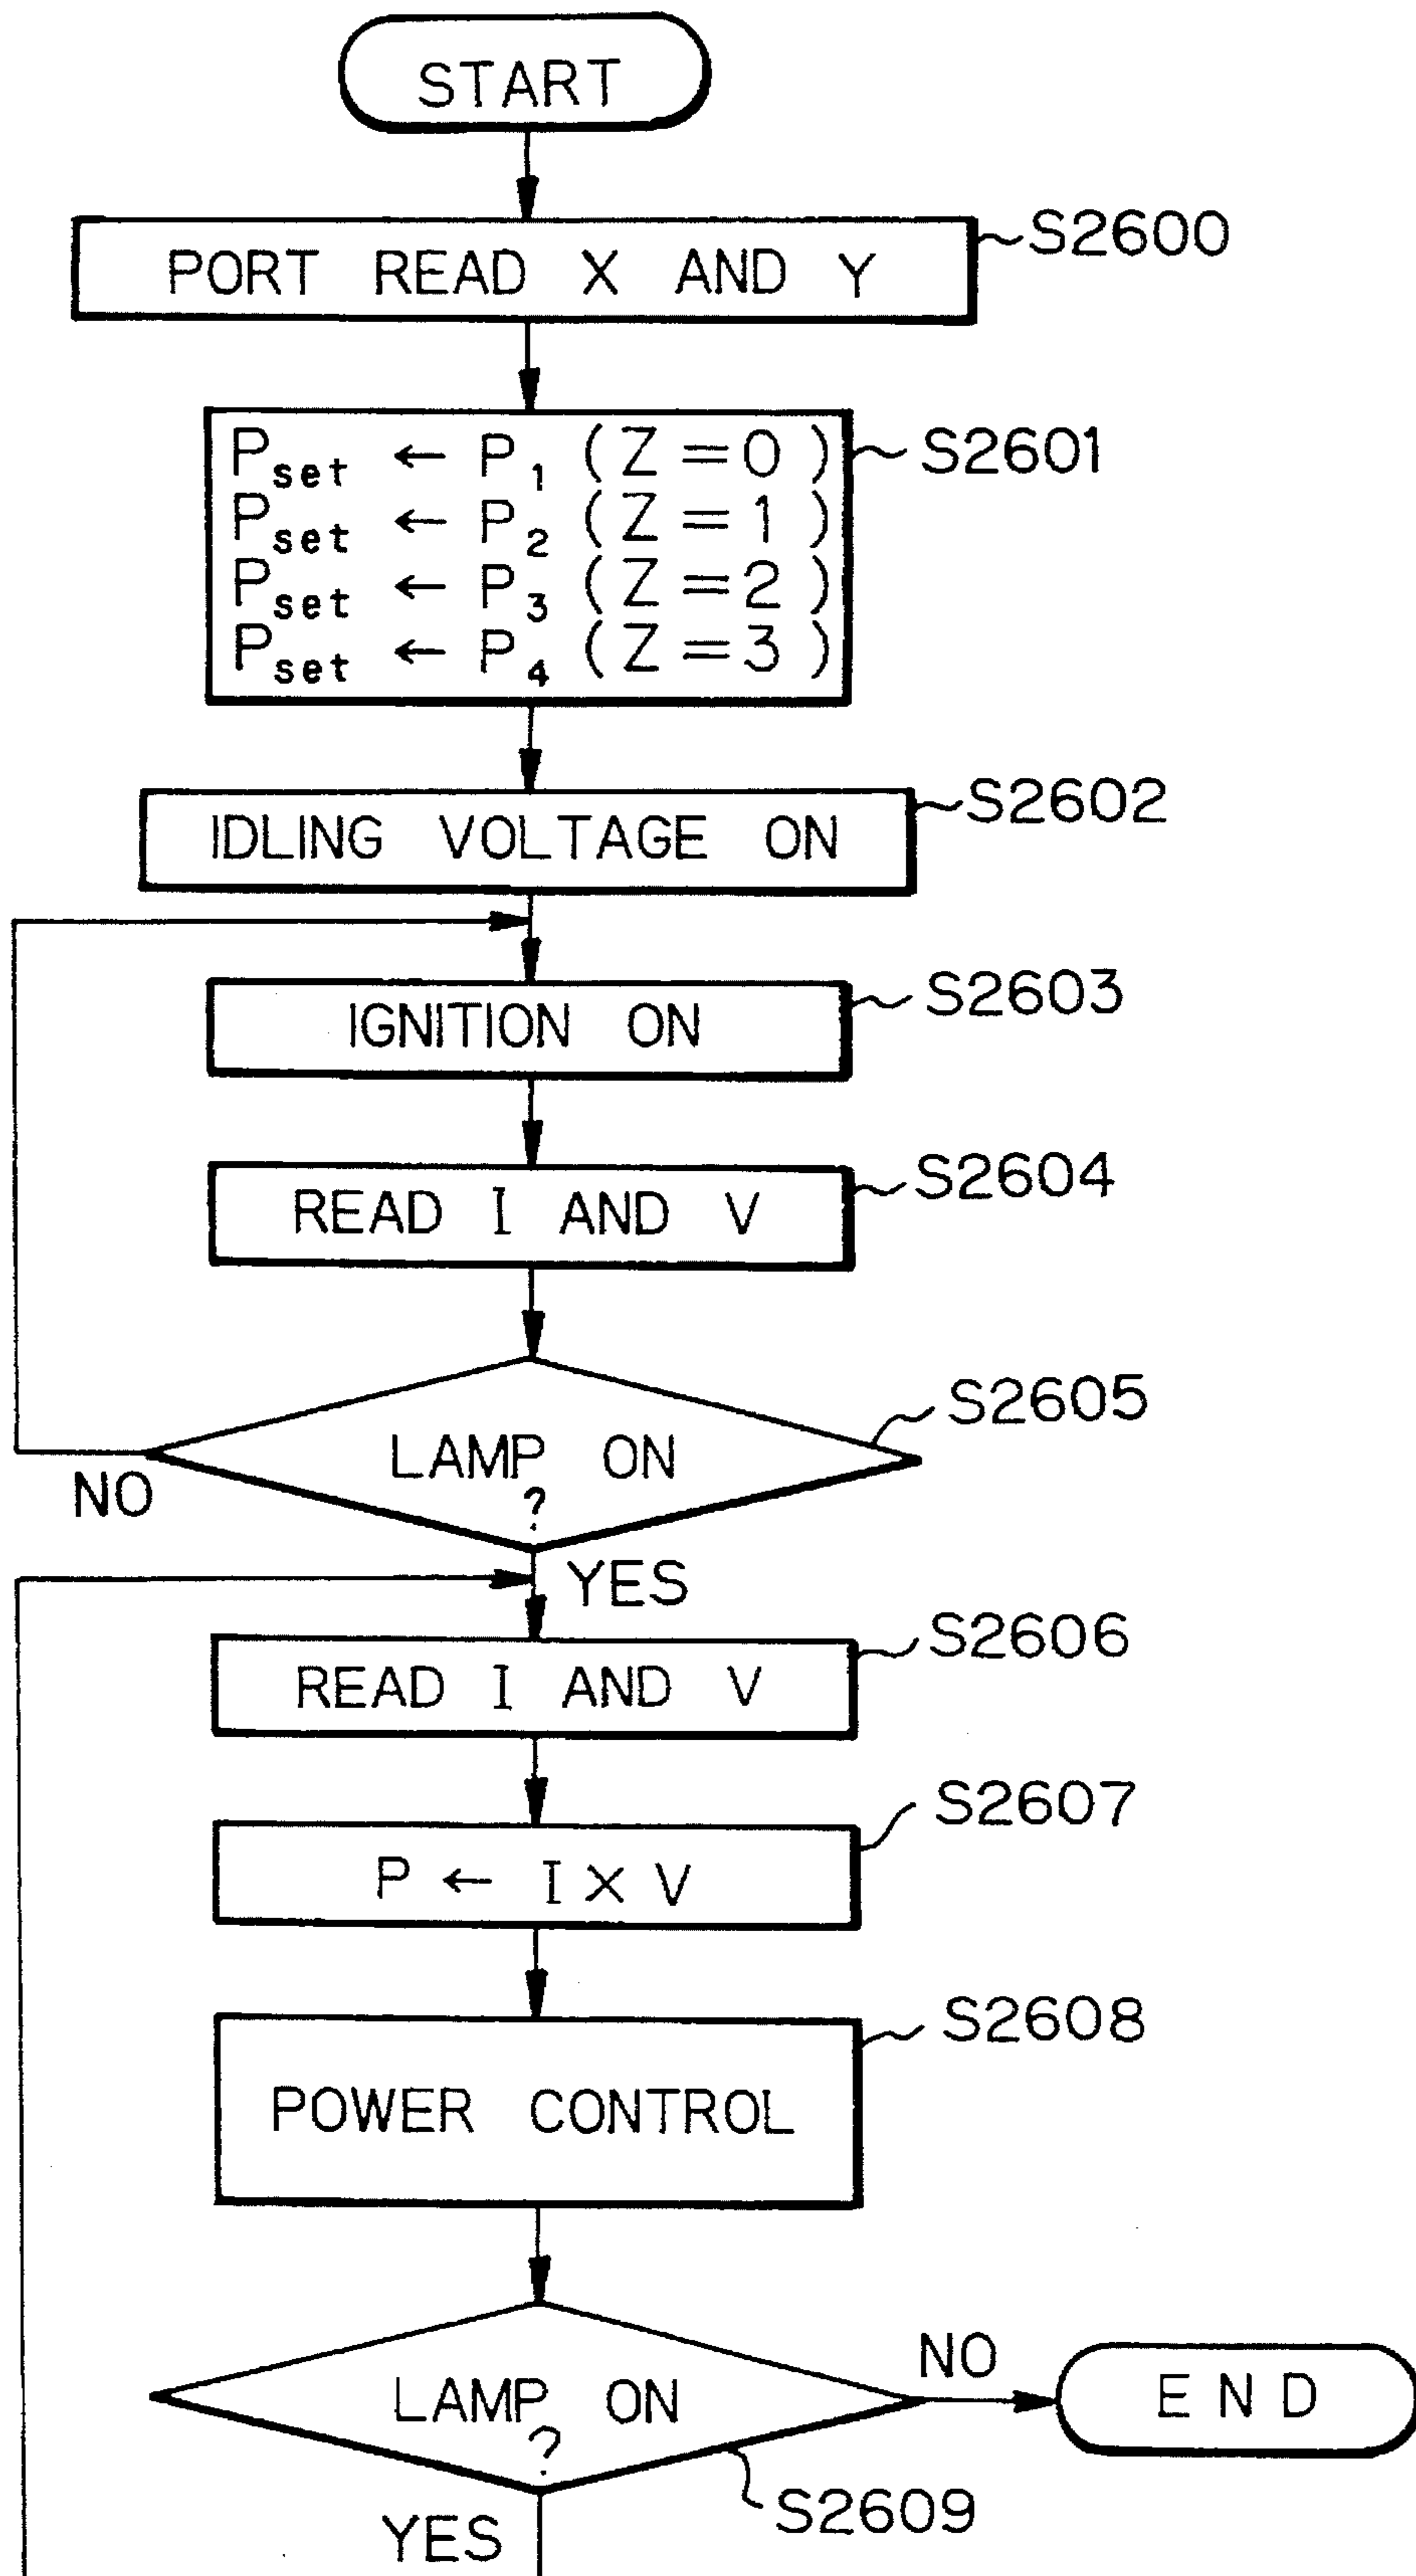 START
PORT READ X AND Y
S2600
Pset ← P1 (Z=0)
Pset ← P2 (Z=1)
Pset ← P3 (Z=2)
Pset ← P4 (Z=3)
S2601
IDLING VOLTAGE ON
S2602
IGNITION ON
S2603
READ I AND V
S2604
LAMP ON
?
S2605
NO
YES
READ I AND V
S2606
P ← I × V
S2607
POWER CONTROL
S2608
LAMP ON
?
S2609
NO
END
YES